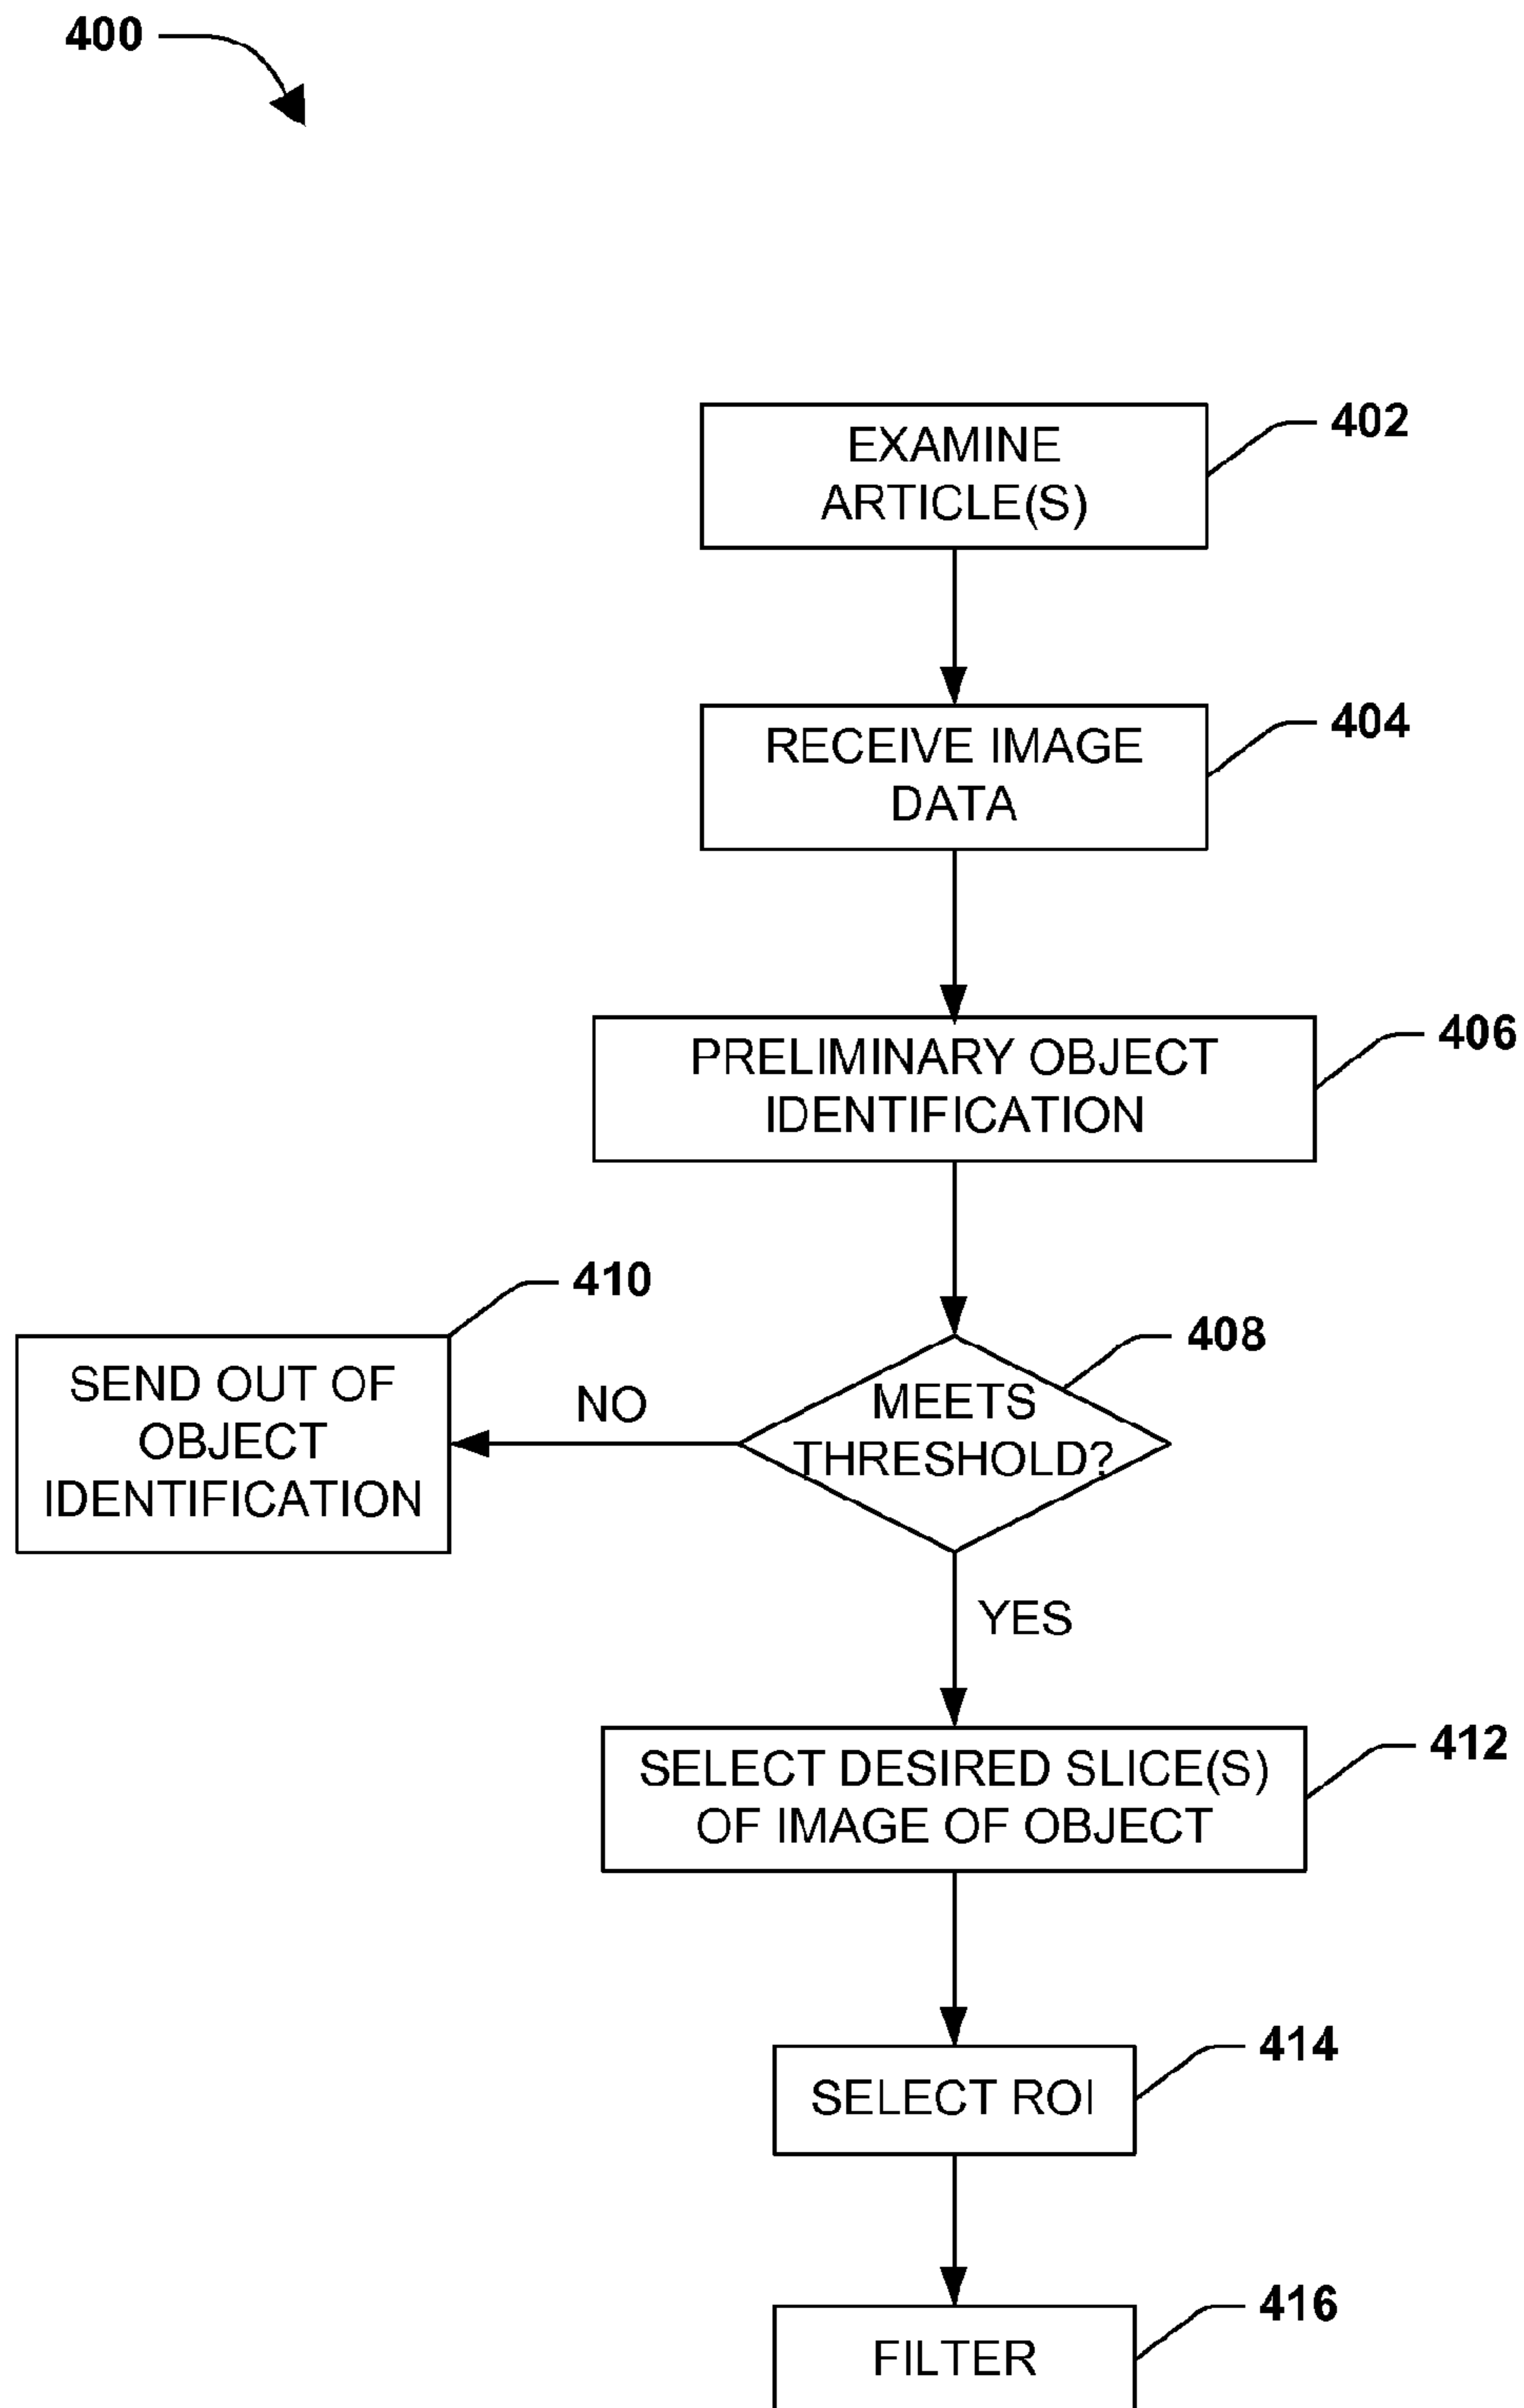 400
EXAMINE
ARTICLE(S)
402
RECEIVE IMAGE
DATA
404
PRELIMINARY OBJECT
IDENTIFICATION
406
410
SEND OUT OF
OBJECT
IDENTIFICATION
NO
MEETS
THRESHOLD?
408
YES
SELECT DESIRED SLICE(S)
OF IMAGE OF OBJECT
412
SELECT ROI
414
FILTER
416